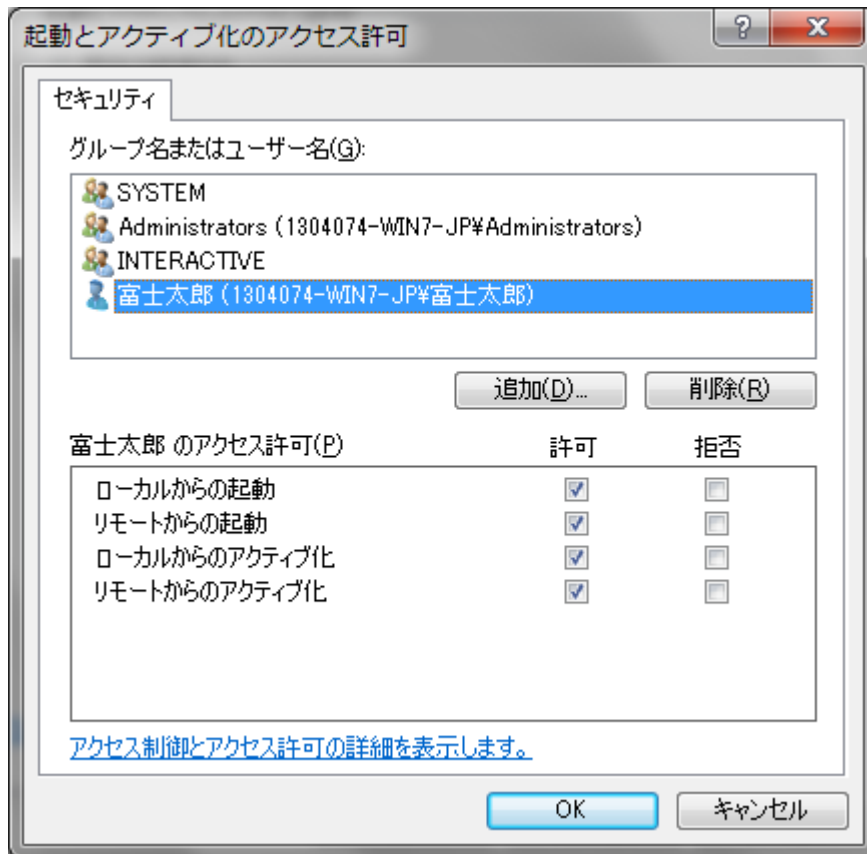 起動とアクティブ化のアクセス許可
セキュリティ
グループ名またはユーザー名(G):
SYSTEM
Administrators (1304074-WIN7-JP¥Administrators)
INTERACTIVE
富士太郎 (1304074-WIN7-JP¥富士太郎)
追加(D)... 削除(R)
富士太郎 のアクセス許可(P) 許可 拒否
ローカルからの起動
リモートからの起動
ローカルからのアクティブ化
リモートからのアクティブ化
アクセス制御とアクセス許可の詳細を表示します。
OK キャンセル